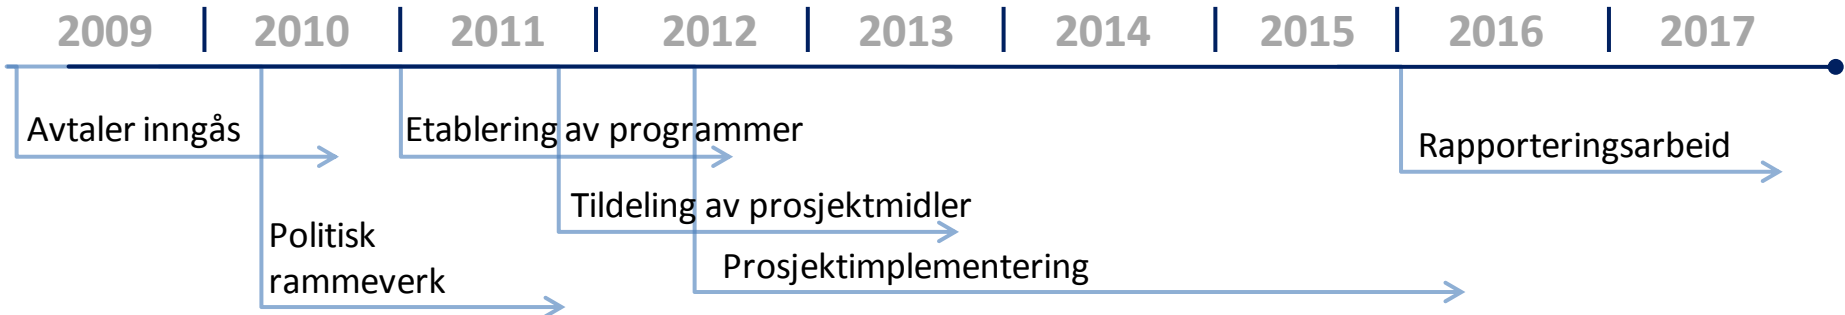 2009 | 2010 | 2011 | 2012 | 2013 | 2014 | 2015 | 2016 | 2017
Avtaler inngås
Etablering av programmer
Rapporteringsarbeid
Tildeling av prosjektmidler
Politisk
rammeverk
Prosjektimplementering